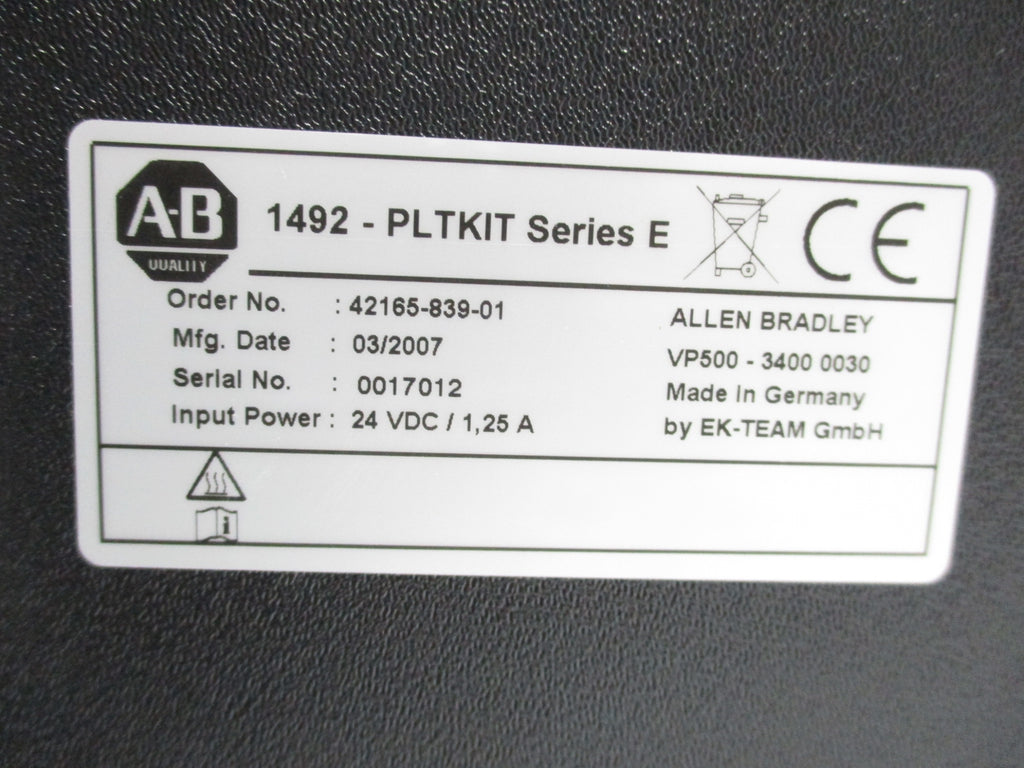 A-B
QUALITY
1492 - PLTKIT Series E
CE
Order No. : 42165-839-01
Mfg. Date : 03/2007
Serial No. : 0017012
Input Power : 24 VDC / 1,25 A
ALLEN BRADLEY
VP500 - 3400 0030
Made In Germany
by EK-TEAM GmbH
i